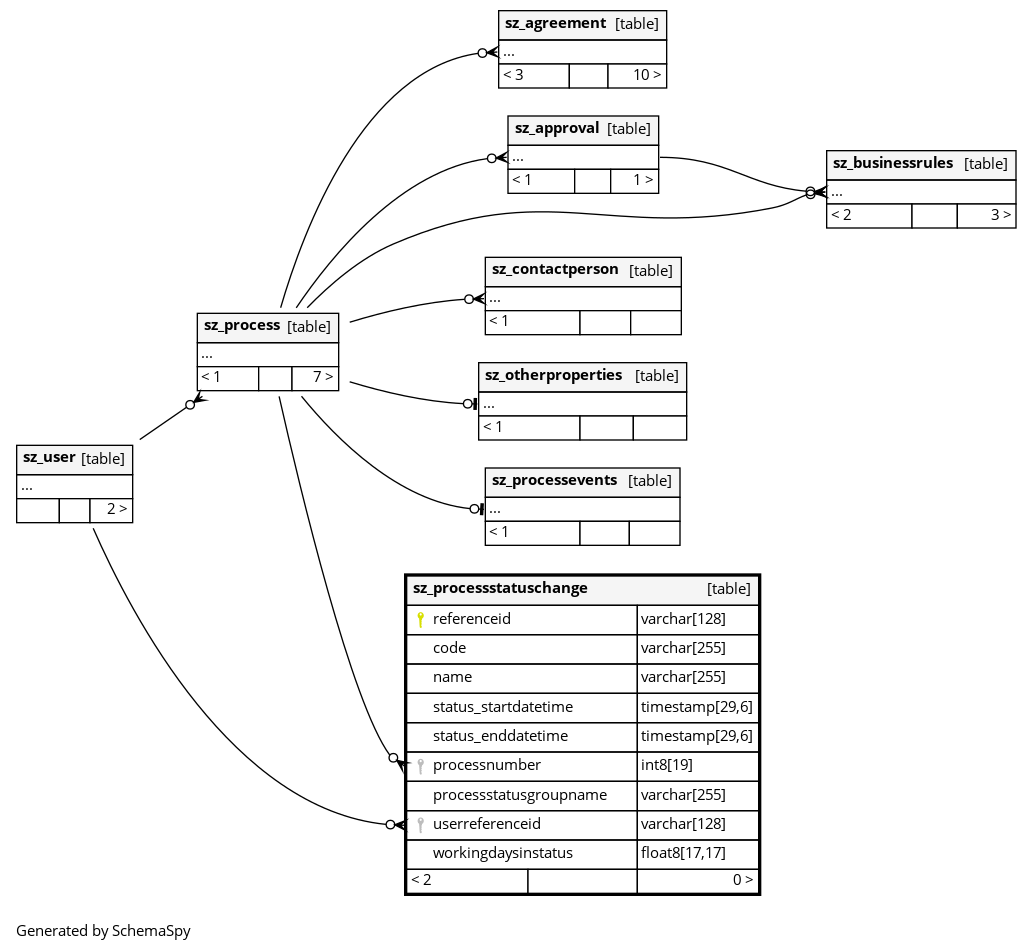 sz_agreement [table]
...
< 3 10 >
sz_approval [table]
...
< 1 1 >
sz_businessrules [table]
...
< 2 3 >
sz_contactperson [table]
...
< 1
sz_process [table]
...
< 1 7 >
sz_otherproperties [table]
...
< 1
sz_user [table]
...
2 >
sz_processevents [table]
...
< 1
sz_processstatuschange [table]
referenceid varchar[128]
code varchar[255]
name varchar[255]
status_startdatetime timestamp[29,6]
status_enddatetime timestamp[29,6]
processnumber int8[19]
processstatusgroupname varchar[255]
userreferenceid varchar[128]
workingdaysinstatus float8[17,17]
< 2 0 >
Generated by SchemaSpy